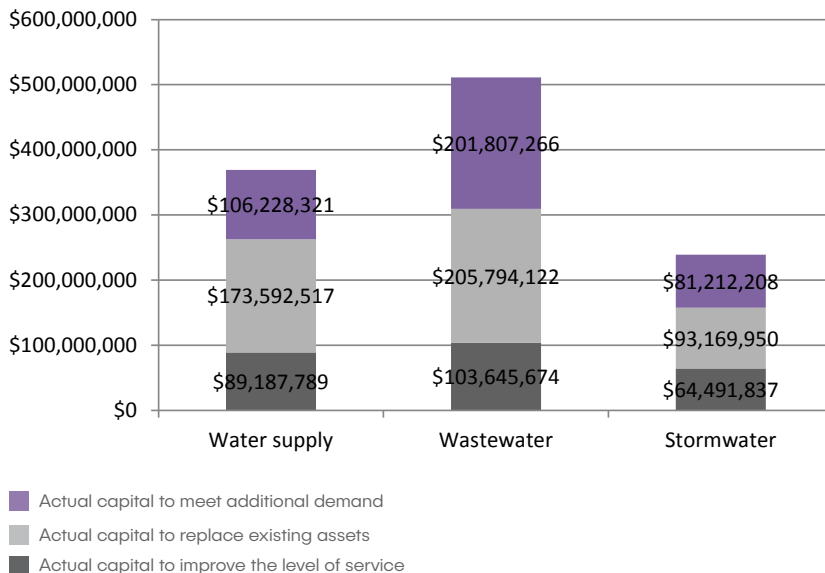 $600,000,000
$500,000,000
$400,000,000
$300,000,000
$200,000,000
$100,000,000
$0
$106,228,321
$173,592,517
$89,187,789
$201,807,266
$205,794,122
$103,645,674
$81,212,208
$93,169,950
$64,491,837
Water supply
Wastewater
Stormwater
Actual capital to meet additional demand
Actual capital to replace existing assets
Actual capital to improve the level of service